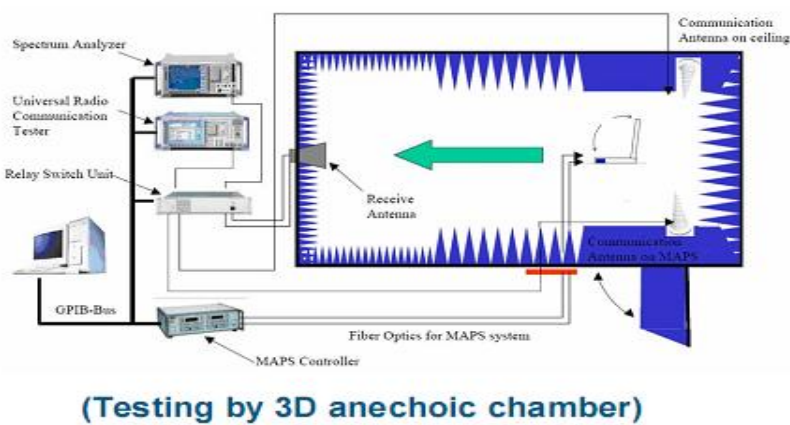 Communication
Antenna on ceiling
Spectrum Analyzer
Universal Radio
Communication
Tester
Relay Switch Unit
Receive
Antenna
Communication
Antenna on MAPS
GPIB-Bus
Fiber Optics for MAPS system
MAPS Controller
(Testing by 3D anechoic chamber)